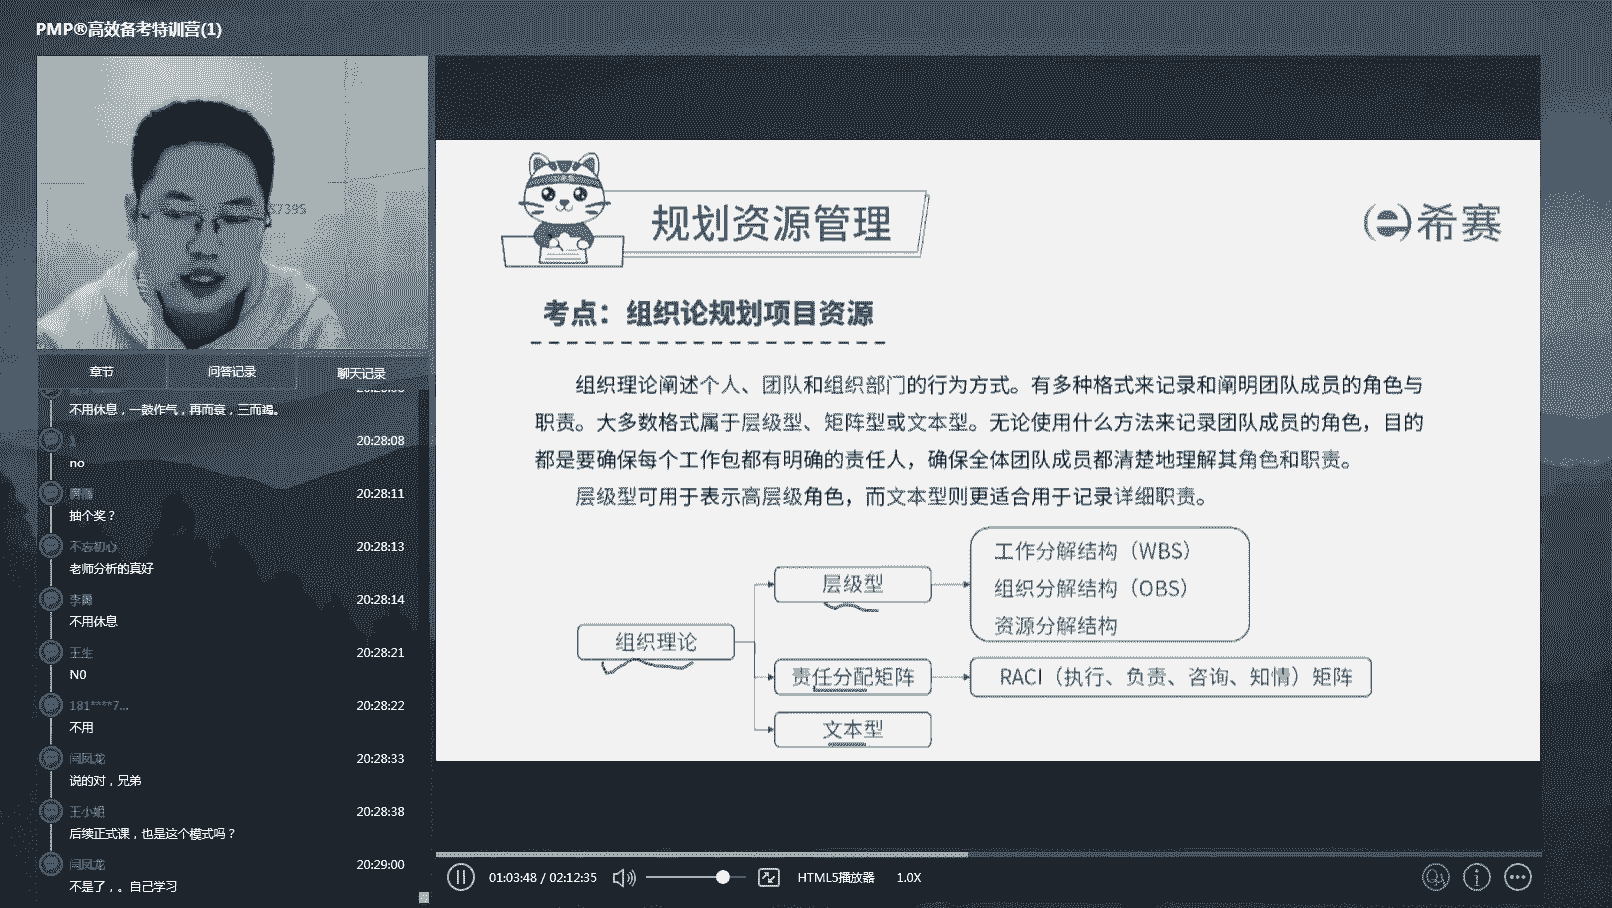 PMP®高效备考特训营(1)
57395
章节
问答记录
聊天记录
不用休息，一鼓作气，再而衰，三而竭。
1
20:28:08
no
20:28:11
抽个奖？
不忘初心
20:28:13
老师分析的真好
20:28:14
不用休息
王生
20:28:21
N0
181****7...
20:28:22
不用
闫凤龙
20:28:33
说的对，兄弟
王小姐
20:28:38
后续正式课，也是这个模式吗？
闫凤龙
20:29:00
不是了，。自己学习
规划资源管理
希赛
考点：组织论规划项目资源
组织理论阐述个人、团队和组织部门的行为方式。有多种格式来记录和阐明团队成员的角色与
职责。大多数格式属于层级型、矩阵型或文本型。无论使用什么方法来记录团队成员的角色，目的
都是要确保每个工作包都有明确的责任人，确保全体团队成员都清楚地理解其角色和职责。
层级型可用于表示高层级角色，而文本型则更适合用于记录详细职责。
组织理论
层级型
工作分解结构（WBS）
组织分解结构（OBS）
资源分解结构
责任分配矩阵
RACI（执行、负责、咨询、知情）矩阵
文本型
01:03:48 / 02:12:35
HTML5播放器
1.0X